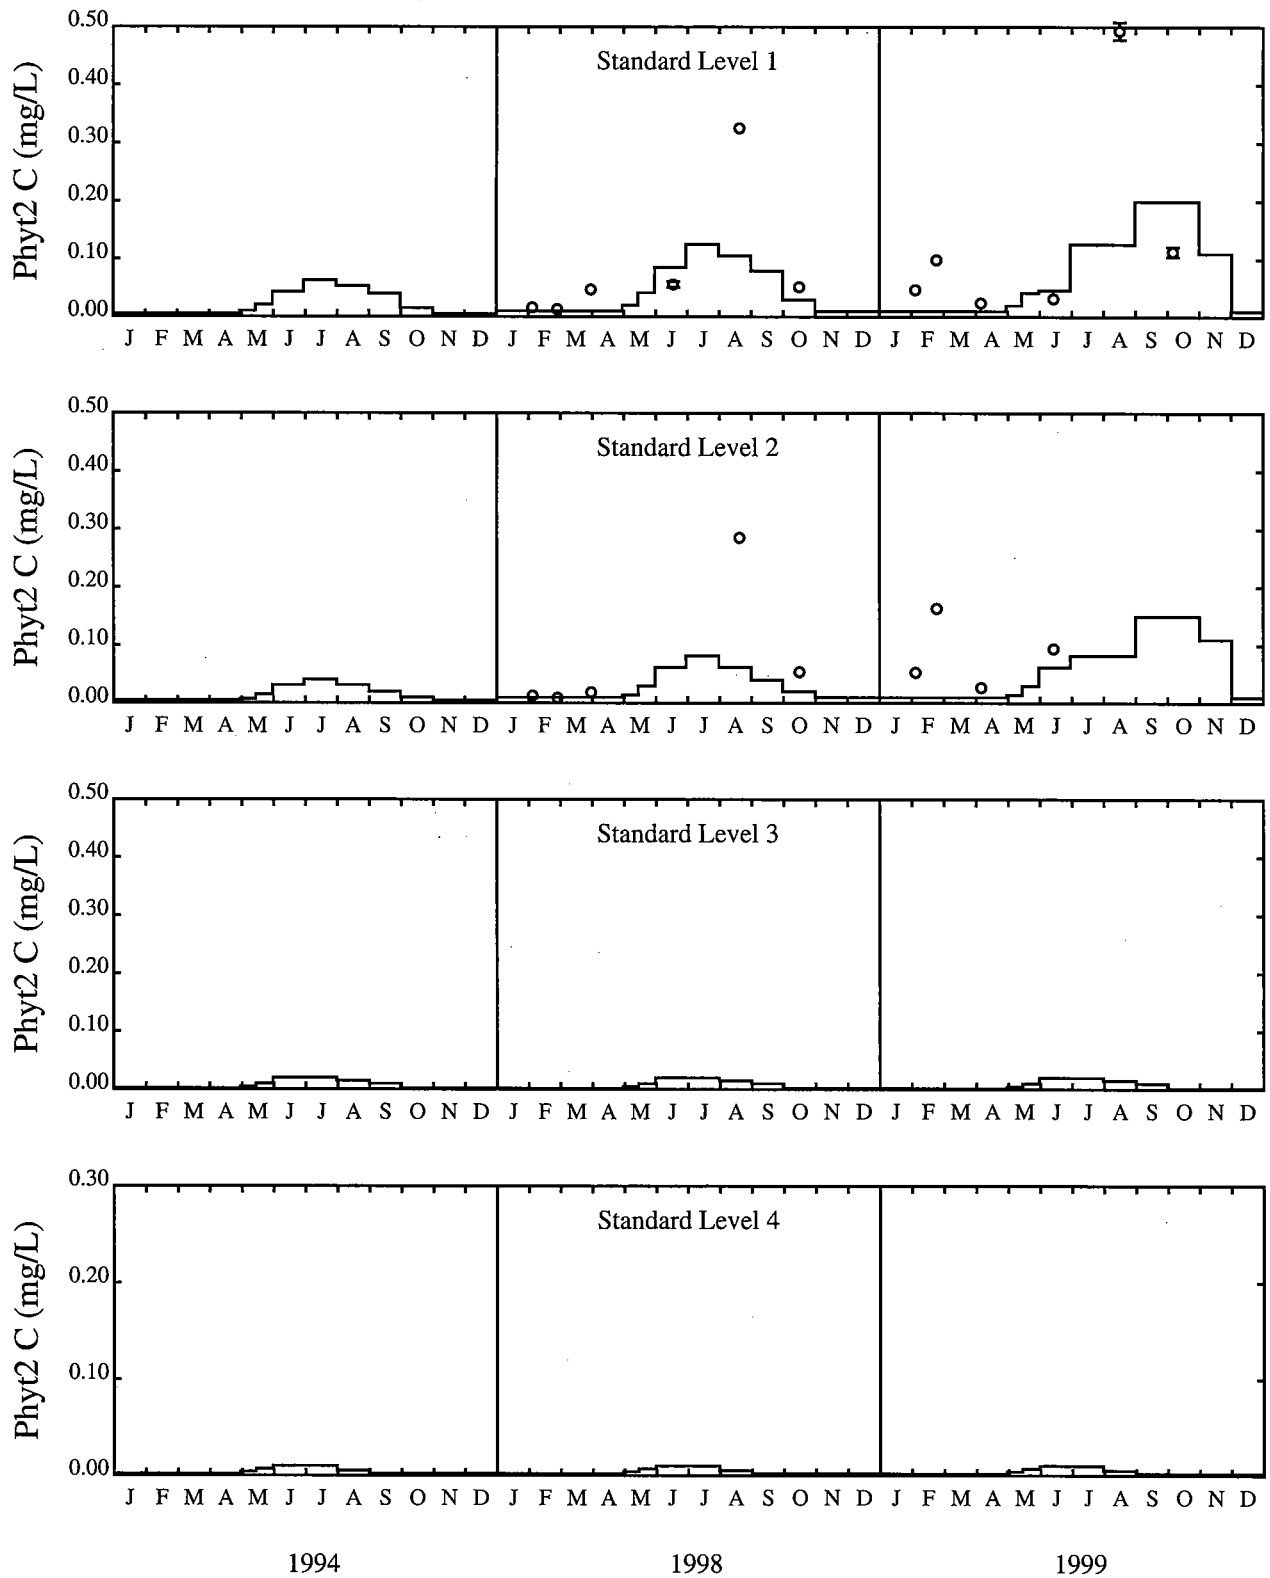 Phyt2 C (mg/L)
0.50
0.40
0.30
0.20
0.10
0.00
Standard Level 1
J F M A M J J A S O N D J F M A M J J A S O N D J F M A M J J A S O N D
Phyt2 C (mg/L)
0.50
0.40
0.30
0.20
0.10
0.00
Standard Level 2
J F M A M J J A S O N D J F M A M J J A S O N D J F M A M J J A S O N D
Phyt2 C (mg/L)
0.50
0.40
0.30
0.20
0.10
0.00
Standard Level 3
J F M A M J J A S O N D J F M A M J J A S O N D J F M A M J J A S O N D
Phyt2 C (mg/L)
0.30
0.20
0.10
0.00
Standard Level 4
J F M A M J J A S O N D J F M A M J J A S O N D J F M A M J J A S O N D
1994 1998 1999